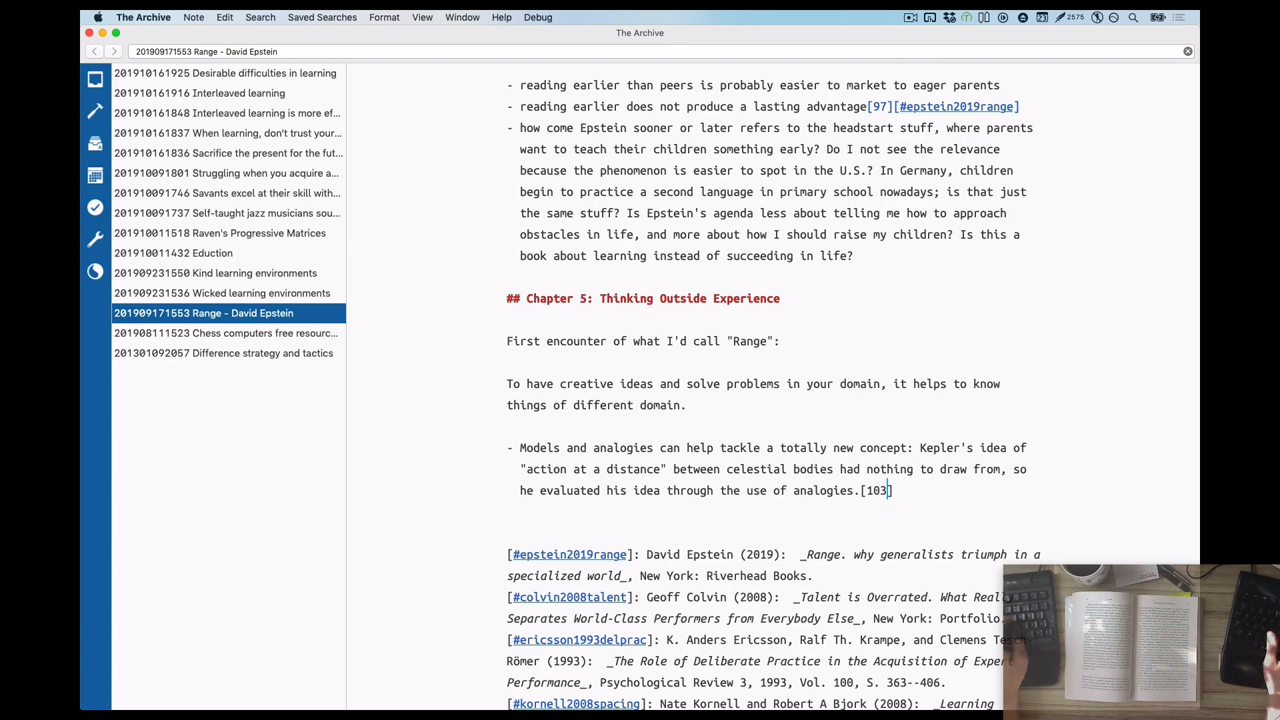 The Archive Note Edit Search Saved Searches Format View Window Help Debug
23 2575
The Archive
201909171553 Range - David Epstein
201910161925 Desirable difficulties in learning
201910161916 Interleaved learning
201910161848 Interleaved learning is more ef...
201910161837 When learning, don't trust your...
201910161836 Sacrifice the present for the fut...
201910091801 Struggling when you acquire a...
201910091746 Savants excel at their skill with...
201910091737 Self-taught jazz musicians sou...
201910011518 Raven's Progressive Matrices
201910011432 Eduction
201909231550 Kind learning environments
201909231536 Wicked learning environments
201909171553 Range - David Epstein
201908111523 Chess computers free resourc...
201301092057 Difference strategy and tactics
- reading earlier than peers is probably easier to market to eager parents
- reading earlier does not produce a lasting advantage[97][#epstein2019range]
- how come Epstein sooner or later refers to the headstart stuff, where parents
want to teach their children something early? Do I not see the relevance
because the phenomenon is easier to spot in the U.S.? In Germany, children
begin to practice a second language in primary school nowadays; is that just
the same stuff? Is Epstein's agenda less about telling me how to approach
obstacles in life, and more about how I should raise my children? Is this a
book about learning instead of succeeding in life?
## Chapter 5: Thinking Outside Experience
First encounter of what I'd call "Range":
To have creative ideas and solve problems in your domain, it helps to know
things of different domain.
- Models and analogies can help tackle a totally new concept: Kepler's idea of
"action at a distance" between celestial bodies had nothing to draw from, so
he evaluated his idea through the use of analogies.[103]
[#epstein2019range]: David Epstein (2019): _Range. why generalists triumph in a
specialized world_, New York: Riverhead Books.
[#colvin2008talent]: Geoff Colvin (2008): _Talent is Overrated. What
Separates World-Class Performers from Everybody Else_, New York: Portfolio.
[#ericsson1993delprac]: K. Anders Ericsson, Ralf Th. Krampe, and Clemens
Römer (1993): _The Role of Deliberate Practice in the Acquisition of
Performance_, Psychological Review 3, 1993, Vol. 100, S. 363--406.
[#kornell2008spacing]: Nate Kornell and Robert A Bjork (2008): _Learning